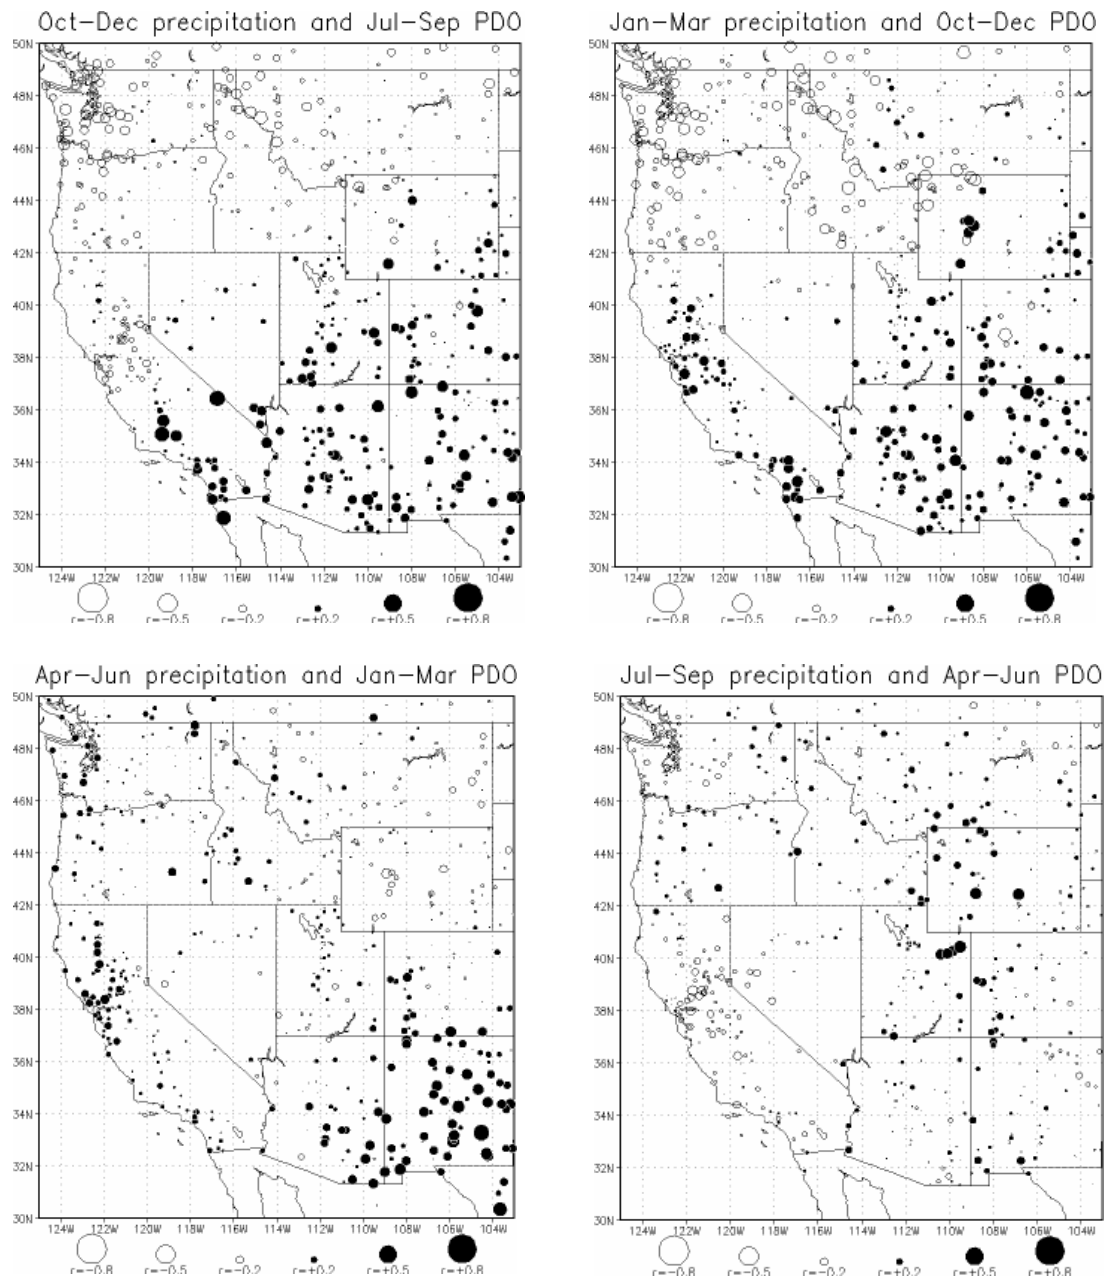 Oct-Dec precipitation and Jul-Sep PDO
50N
48N
46N
44N
42N
40N
38N
36N
34N
32N
30N
124W 122W 120W 118W 116W 114W 112W 110W 108W 106W 104W
r=-0.8 r=-0.5 r=-0.2 r=+0.2 r=+0.5 r=+0.8
Jan-Mar precipitation and Oct-Dec PDO
50N
48N
46N
44N
42N
40N
38N
36N
34N
32N
30N
124W 122W 120W 118W 116W 114W 112W 110W 108W 106W 104W
r=-0.8 r=-0.5 r=-0.2 r=+0.2 r=+0.5 r=+0.8
Apr-Jun precipitation and Jan-Mar PDO
50N
48N
46N
44N
42N
40N
38N
36N
34N
32N
30N
124W 122W 120W 118W 116W 114W 112W 110W 108W 106W 104W
r=-0.8 r=-0.5 r=-0.2 r=+0.2 r=+0.5 r=+0.8
Jul-Sep precipitation and Apr-Jun PDO
50N
48N
46N
44N
42N
40N
38N
36N
34N
32N
30N
124W 122W 120W 118W 116W 114W 112W 110W 108W 106W 104W
r=-0.8 r=-0.5 r=-0.2 r=+0.2 r=+0.5 r=+0.8